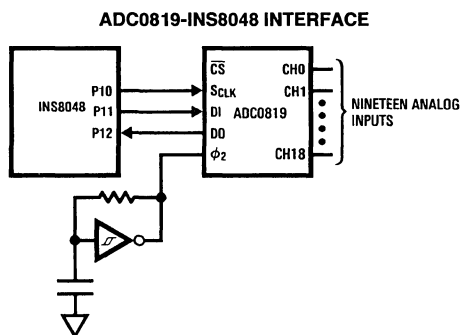 ADC0819-INS8048 INTERFACE
INS8048
P10
P11
P12
CS
SCLK
DI
DO
ϕ2
ADC0819
CH0
CH1
CH18
NINETEEN ANALOG
INPUTS